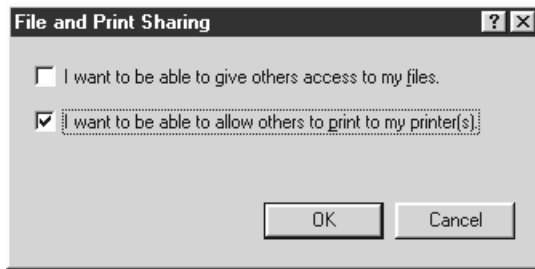 File and Print Sharing
I want to be able to give others access to my files.
I want to be able to allow others to print to my printer(s).
OK Cancel